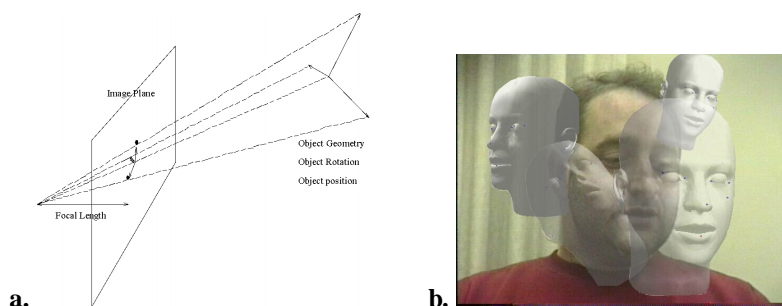 Image Plane
Object Geometry
Object Rotation
Object position
Focal Length
a.
b.